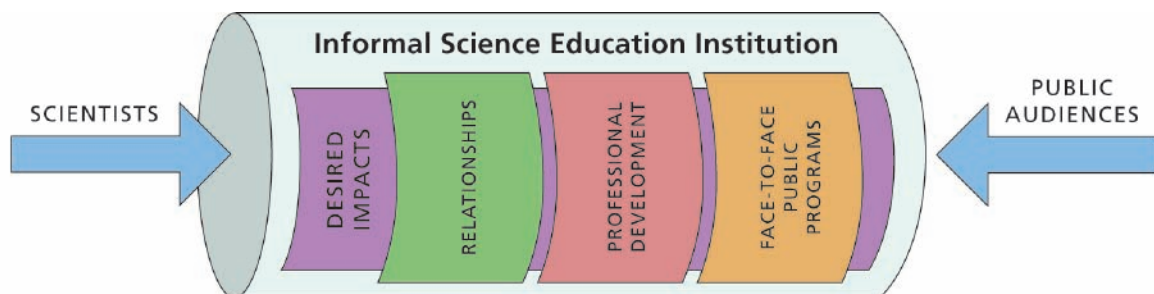 Informal Science Education Institution
SCIENTISTS
DESIRED
IMPACTS
RELATIONSHIPS
PROFESSIONAL
DEVELOPMENT
FACE-TO-FACE
PUBLIC
PROGRAMS
PUBLIC
AUDIENCES